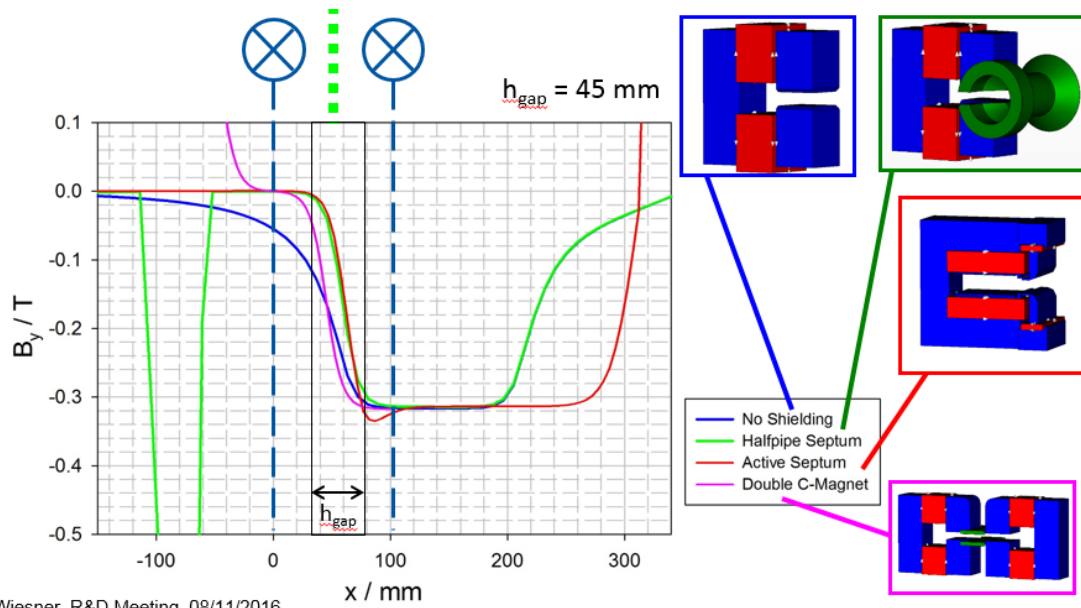 h_gap = 45 mm
0.1
0.0
-0.1
-0.2
-0.3
-0.4
-0.5
B_y / T
h_gap
-100
0
100
200
300
x / mm
No Shielding
Halfpipe Septum
Active Septum
Double C-Magnet
Wiesner, R&D Meeting, 08/11/2016